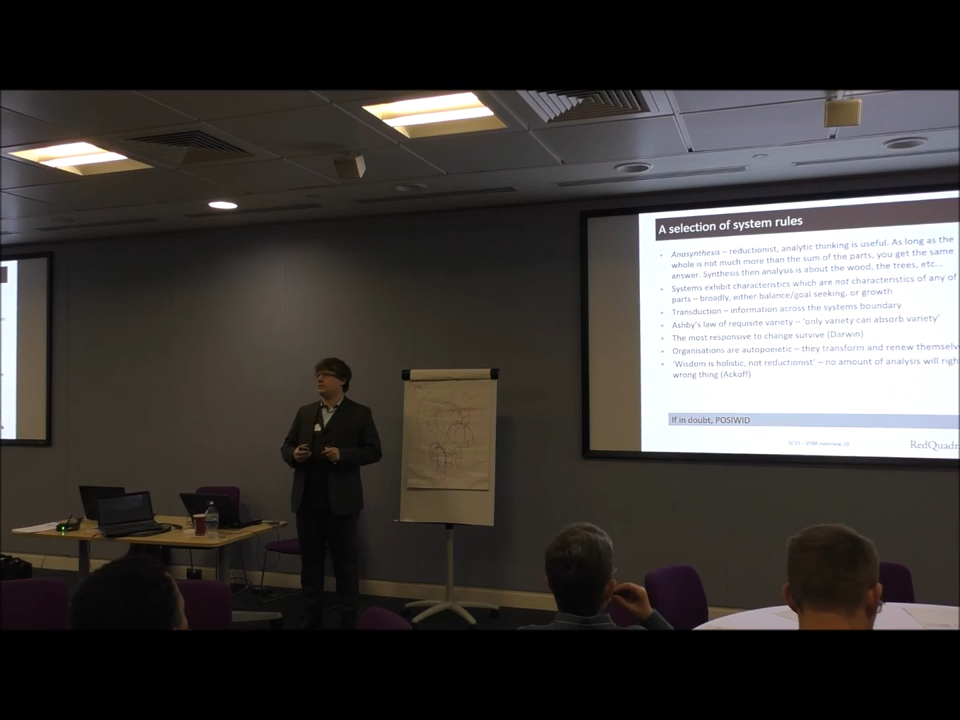 A selection of system rules
• Anasynthesis – reductionist, analytic thinking is useful. As long as the
whole is not much more than the sum of the parts, you get the same
answer. Synthesis then analysis is about the wood, the trees, etc...
• Systems exhibit characteristics which are not characteristics of any of
parts – broadly, either balance/goal seeking, or growth
• Transduction – information across the systems boundary
• Ashby's law of requisite variety – 'only variety can absorb variety'
• The most responsive to change survive (Darwin)
• Organisations are autopoeietic – they transform and renew themselv
• 'Wisdom is holistic, not reductionist' – no amount of analysis will righ
wrong thing (Ackoff)
If in doubt, POSIWID
SCiO – VSM overview
RedQuadr